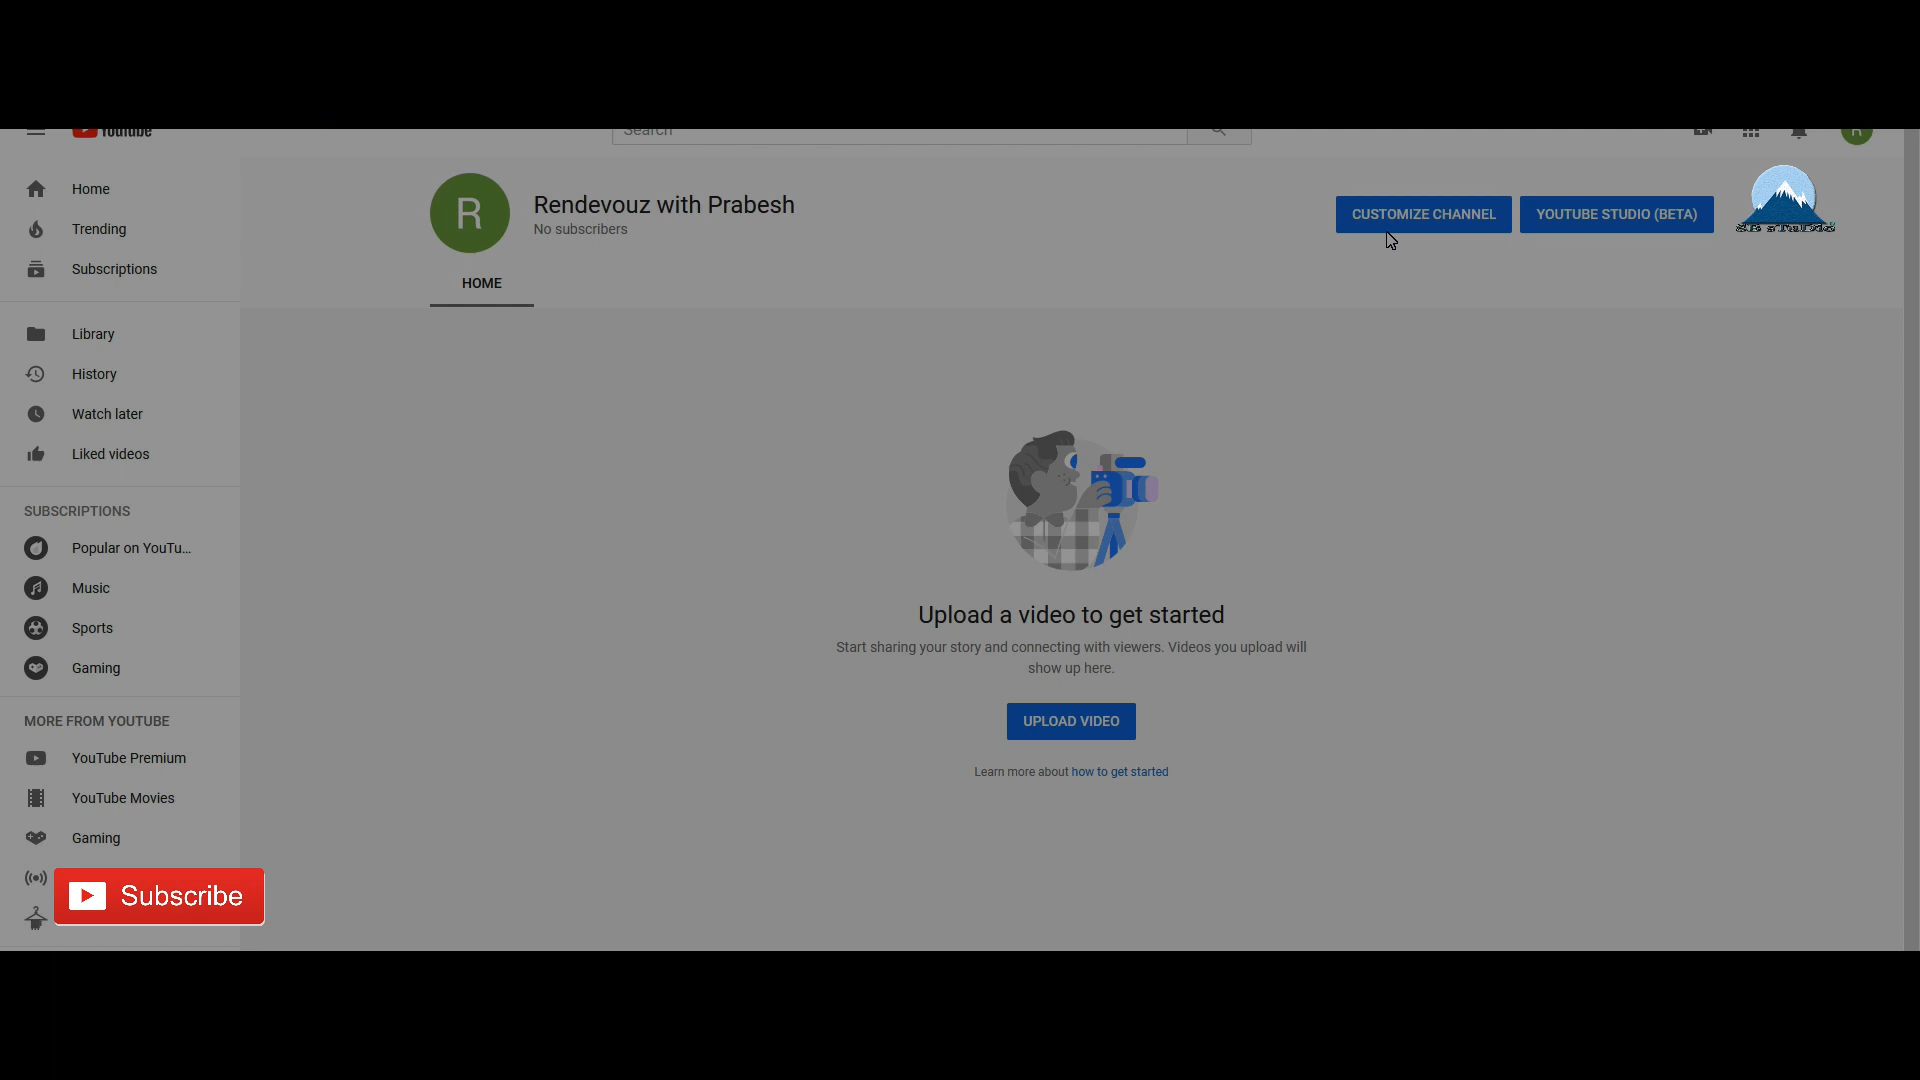 YouTube
Search
Home
Trending
Subscriptions
Library
History
Watch later
Liked videos
SUBSCRIPTIONS
Popular on YouTu...
Music
Sports
Gaming
MORE FROM YOUTUBE
YouTube Premium
YouTube Movies
Gaming
Subscribe
R
Rendevouz with Prabesh
No subscribers
CUSTOMIZE CHANNEL
YOUTUBE STUDIO (BETA)
HOME
Upload a video to get started
Start sharing your story and connecting with viewers. Videos you upload will
show up here.
UPLOAD VIDEO
Learn more about how to get started